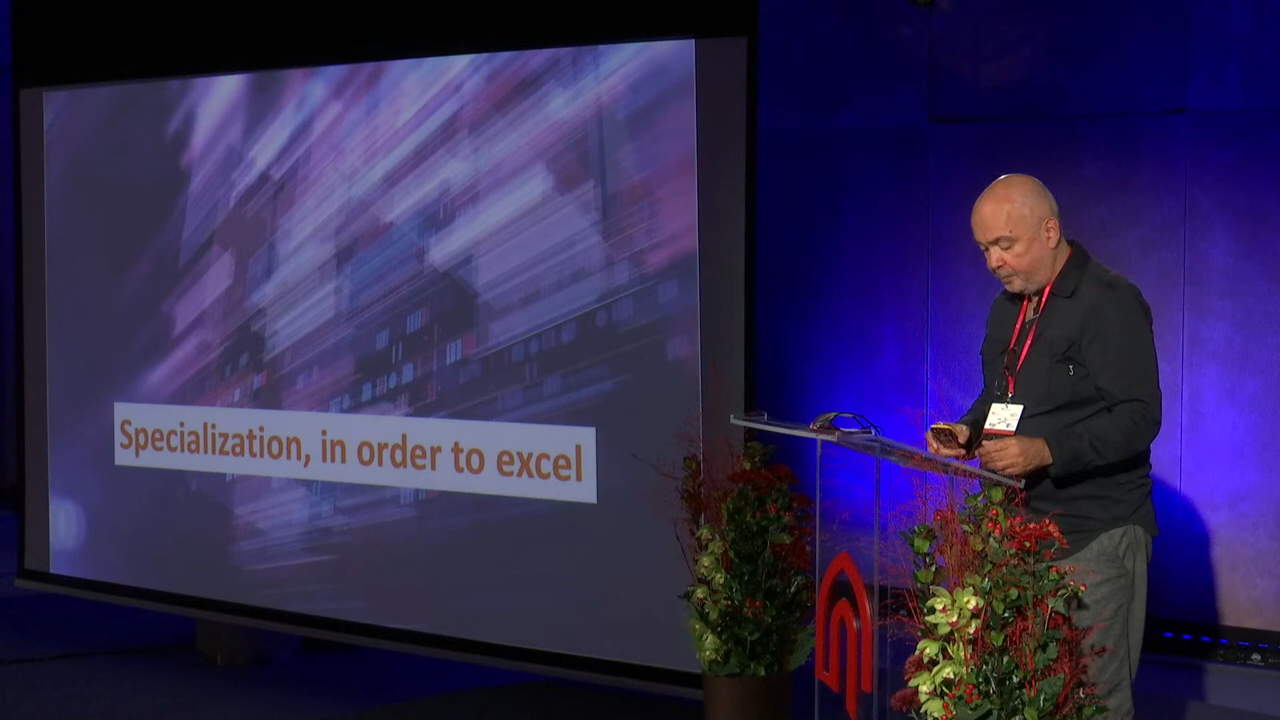 Specialization, in order to excel